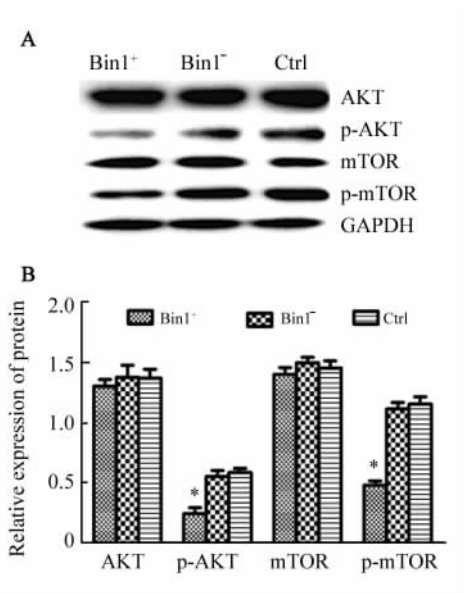 A
Bin1⁺ Bin1⁻ Ctrl
AKT
p-AKT
mTOR
p-mTOR
GAPDH
B
Relative expression of protein
2.0
1.5
1.0
0.5
0
Bin1⁺ Bin1⁻ Ctrl
*
*
AKT p-AKT mTOR p-mTOR